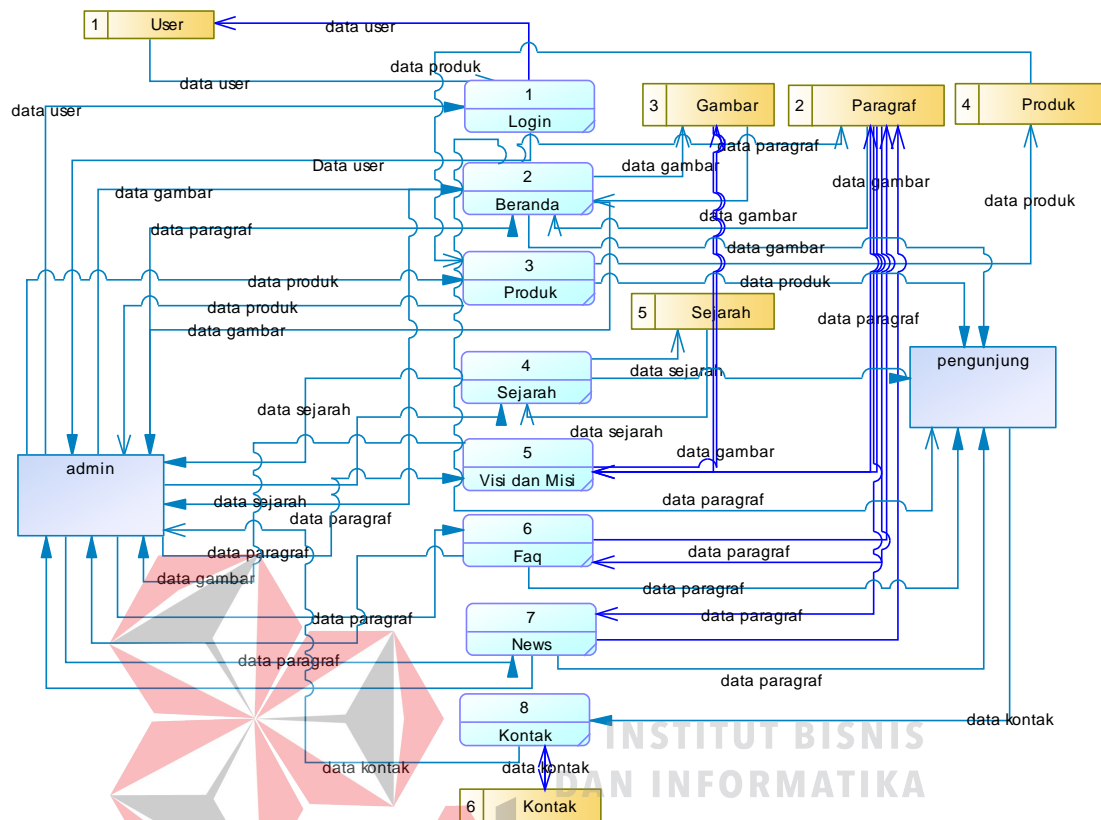 1 User
data user
data user
data produk
data user
1
Login
3 Gambar
2 Paragraf
4 Produk
Data user
data gambar
data paragraf
data gambar
data paragraf
data gambar
2
Beranda
data produk
data gambar
data gambar
3
Produk
data produk
data produk
data produk
data gambar
5 Sejarah
data paragraf
4
Sejarah
data sejarah
pengunjung
data sejarah
data sejarah
5
Visi dan Misi
data gambar
admin
data sejarah
data paragraf
data paragraf
6
Faq
data paragraf
data paragraf
data gambar
data paragraf
data paragraf
7
News
data paragraf
data paragraf
data paragraf
8
Kontak
data kontak
INSTITUT BISNIS
DAN INFORMATIKA
data kontak
data kontak
6 Kontak